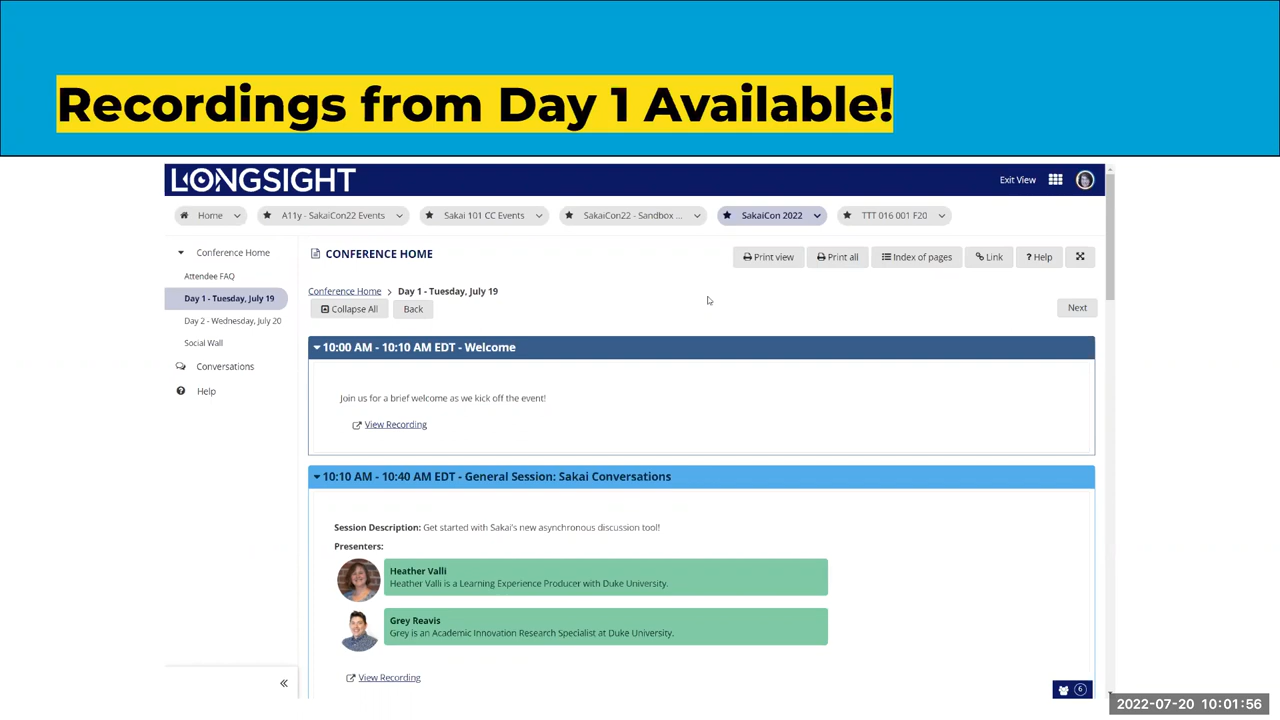 Recordings from Day 1 Available!
LONGSIGHT
Exit View
Home
A11y - SakaiCon22 Events
Sakai 101 CC Events
SakaiCon22 - Sandbox ...
SakaiCon 2022
TTT 016 001 F20
Conference Home
Attendee FAQ
Day 1 - Tuesday, July 19
Day 2 - Wednesday, July 20
Social Wall
Conversations
Help
CONFERENCE HOME
Print view
Print all
Index of pages
Link
? Help
Conference Home > Day 1 - Tuesday, July 19
Collapse All
Back
Next
10:00 AM - 10:10 AM EDT - Welcome
Join us for a brief welcome as we kick off the event!
View Recording
10:10 AM - 10:40 AM EDT - General Session: Sakai Conversations
Session Description: Get started with Sakai's new asynchronous discussion tool!
Presenters:
Heather Valli
Heather Valli is a Learning Experience Producer with Duke University.
Grey Reavis
Grey is an Academic Innovation Research Specialist at Duke University.
View Recording
6
2022-07-20 10:01:56